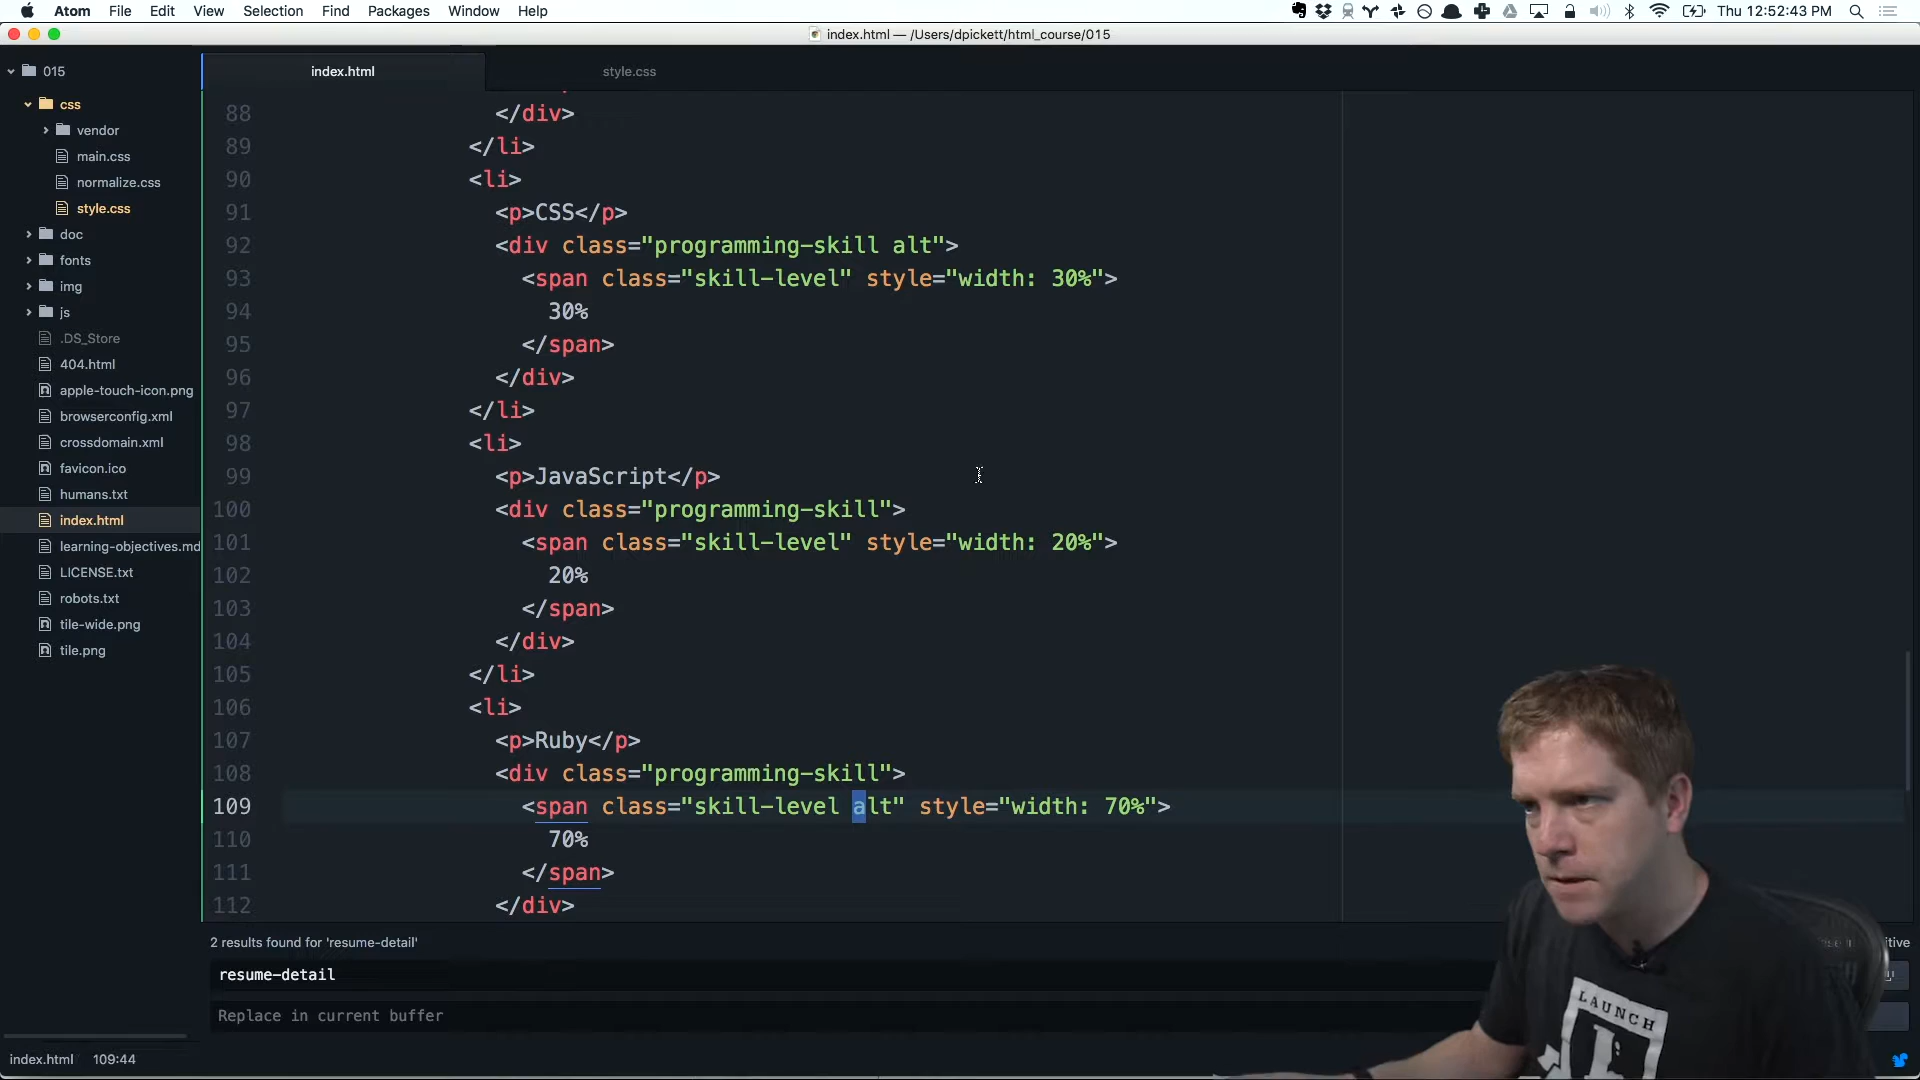 Atom File Edit View Selection Find Packages Window Help
Thu 12:52:43 PM
index.html — /Users/dpickett/html_course/015
015
css
vendor
main.css
normalize.css
style.css
doc
fonts
img
js
.DS_Store
404.html
apple-touch-icon.png
browserconfig.xml
crossdomain.xml
favicon.ico
humans.txt
index.html
learning-objectives.md
LICENSE.txt
robots.txt
tile-wide.png
tile.png
index.html style.css
88 </div>
89 </li>
90 <li>
91 <p>CSS</p>
92 <div class="programming-skill alt">
93 <span class="skill-level" style="width: 30%">
94 30%
95 </span>
96 </div>
97 </li>
98 <li>
99 <p>JavaScript</p>
100 <div class="programming-skill">
101 <span class="skill-level" style="width: 20%">
102 20%
103 </span>
104 </div>
105 </li>
106 <li>
107 <p>Ruby</p>
108 <div class="programming-skill">
109 <span class="skill-level alt" style="width: 70%">
110 70%
111 </span>
112 </div>
2 results found for 'resume-detail'
resume-detail
Replace in current buffer
index.html 109:44
LAUNCH